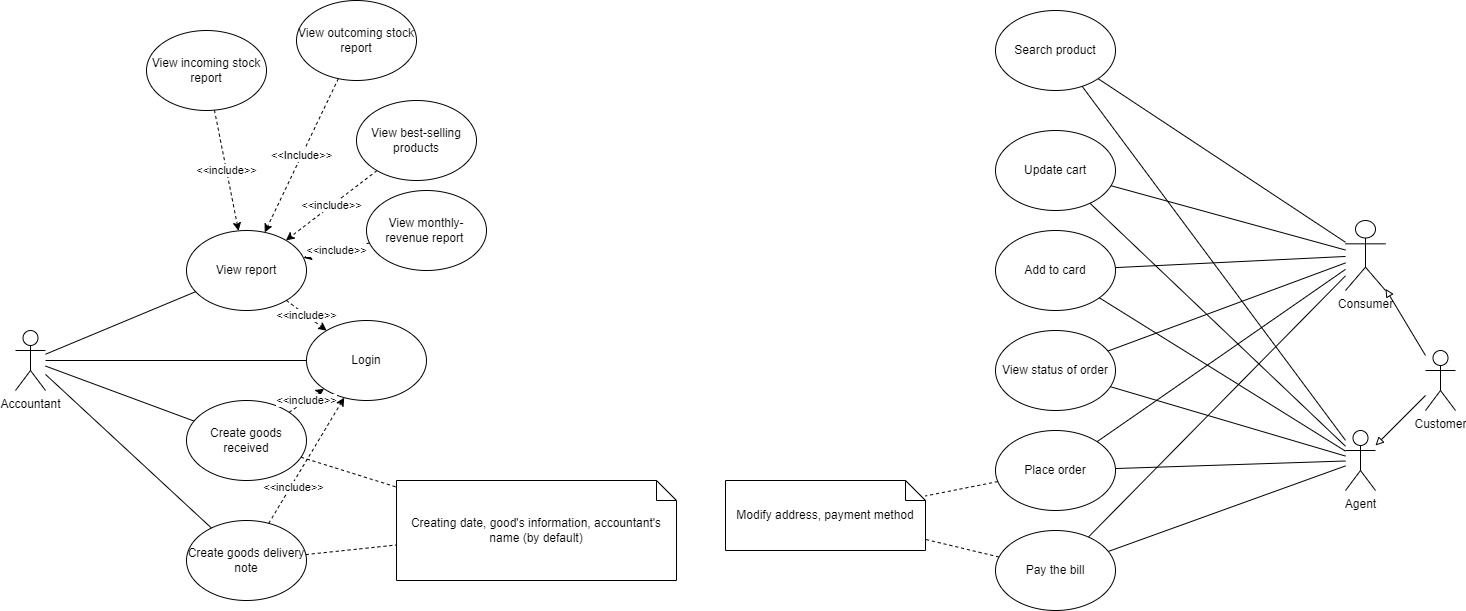 View outcoming stock
report
View incoming stock
report
View best-selling
products
<<Include>>
<<include>>
<<include>>
View monthly-
revenue report
<<include>>
View report
<<include>>
Login
Accountant
<<include>>
Create goods
received
<<include>>
Creating date, good's information, accountant's
name (by default)
Create goods delivery
note
Search product
Update cart
Add to card
Consumer
View status of order
Customer
Place order
Agent
Modify address, payment method
Pay the bill